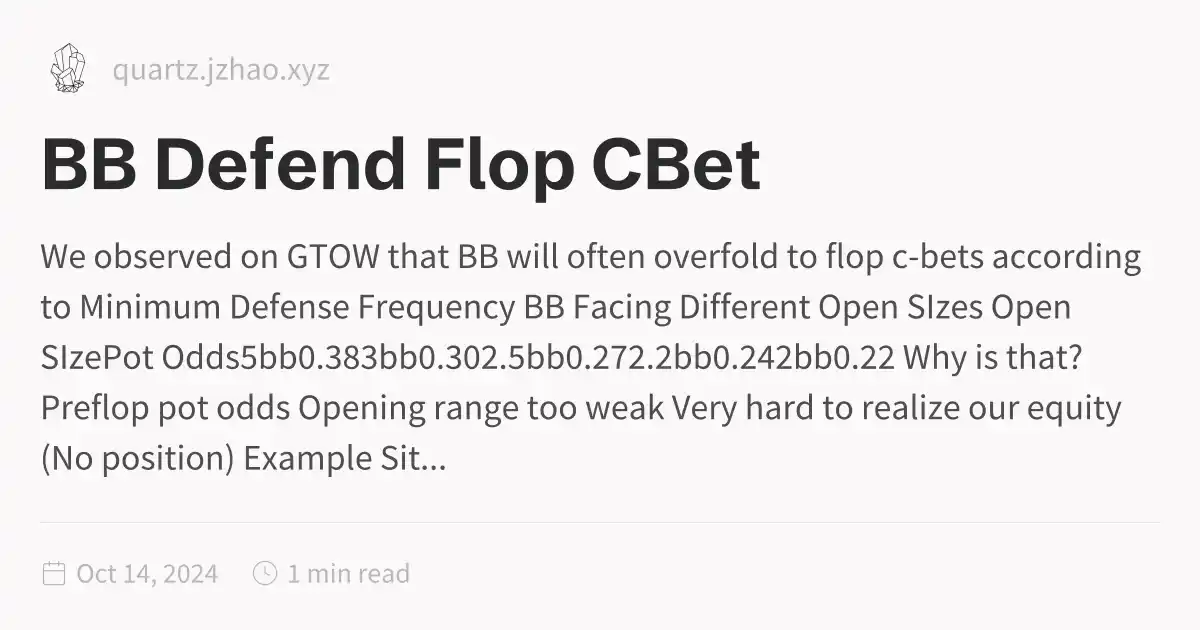 quartz.jzhao.xyz
BB Defend Flop CBet
We observed on GTOW that BB will often overfold to flop c-bets according
to Minimum Defense Frequency BB Facing Different Open SIzes Open
SIzePot Odds5bb0.383bb0.302.5bb0.272.2bb0.242bb0.22 Why is that?
Preflop pot odds Opening range too weak Very hard to realize our equity
(No position) Example Sit...
Oct 14, 2024 1 min read